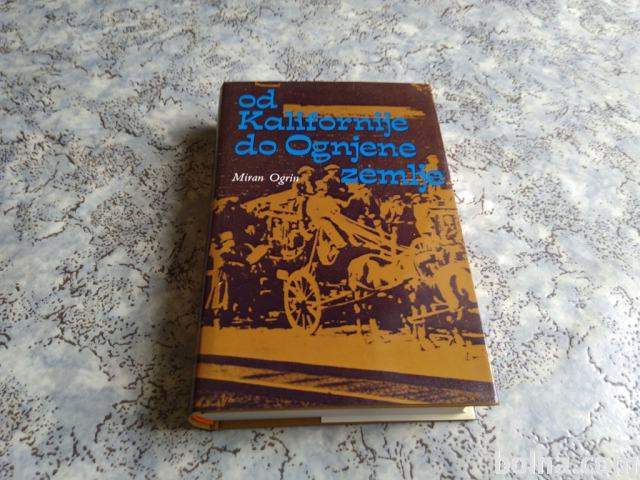 od
Kalifornije
do Ognjene
zemlje
Miran Ogrin
bolha.com